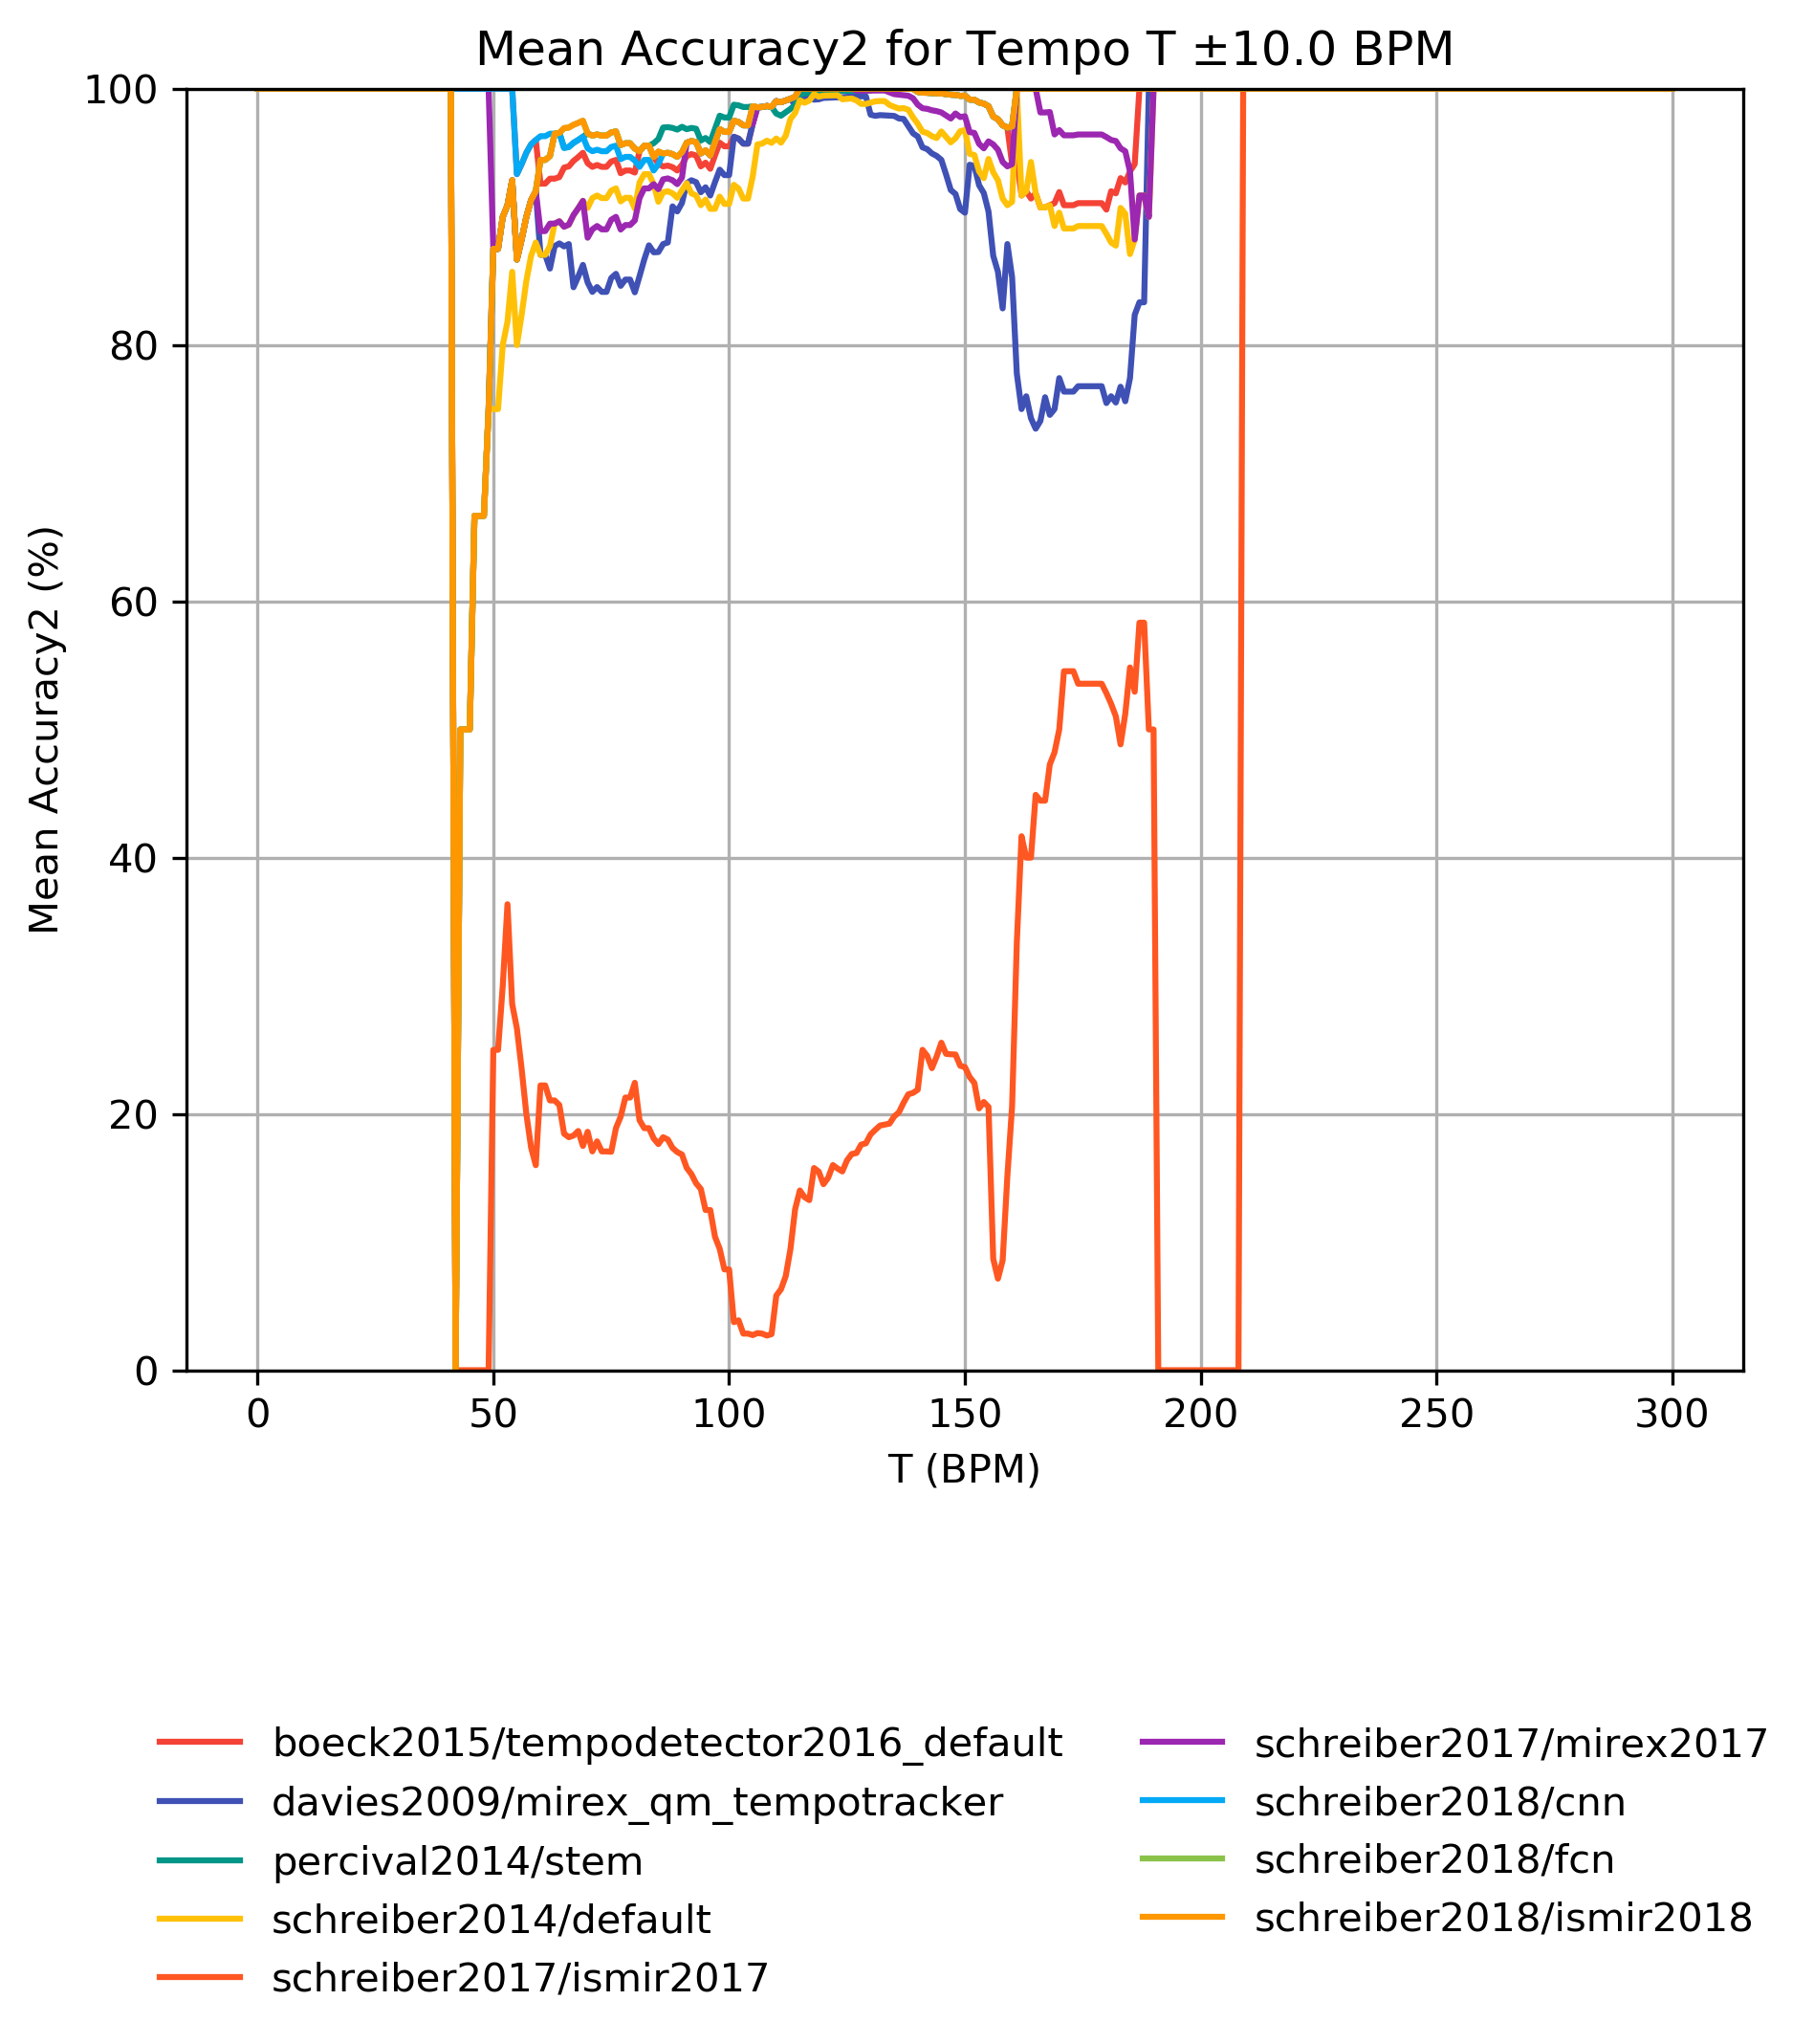 Mean Accuracy2 for Tempo T ±10.0 BPM
100
80
60
40
20
0
Mean Accuracy2 (%)
0 50 100 150 200 250 300
T (BPM)
boeck2015/tempodetector2016_default
davies2009/mirex_qm_tempotracker
percival2014/stem
schreiber2014/default
schreiber2017/ismir2017
schreiber2017/mirex2017
schreiber2018/cnn
schreiber2018/fcn
schreiber2018/ismir2018